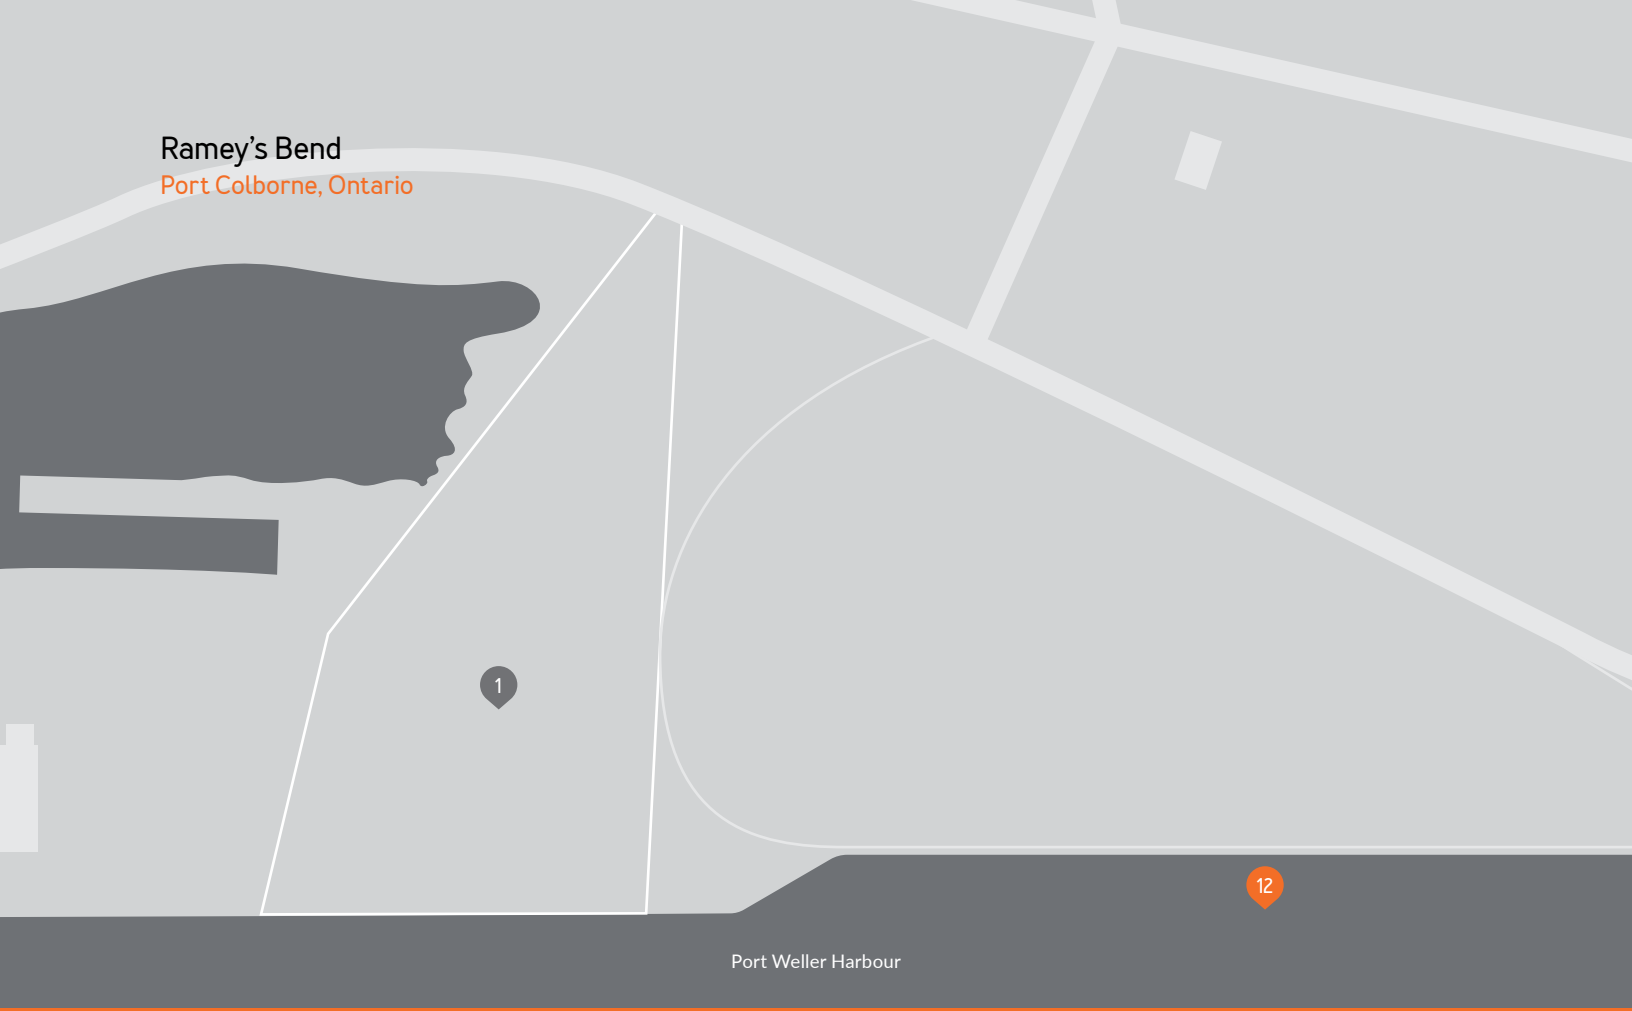 Ramey’s Bend
Port Colborne, Ontario
1
12
Port Weller Harbour